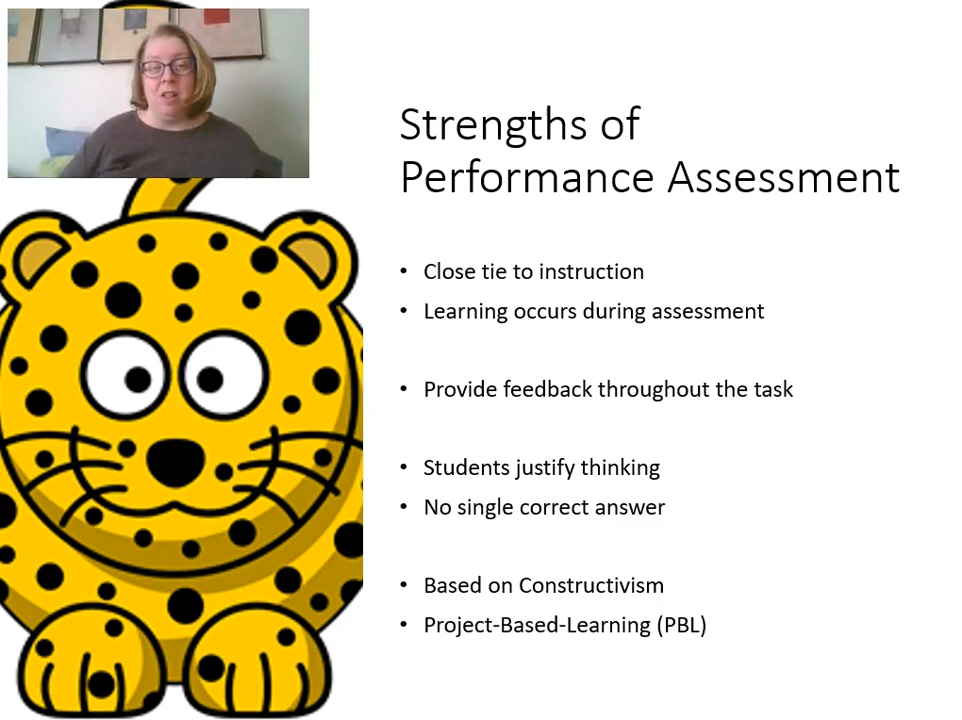 Strengths of
Performance Assessment
• Close tie to instruction
• Learning occurs during assessment
• Provide feedback throughout the task
• Students justify thinking
• No single correct answer
• Based on Constructivism
• Project-Based-Learning (PBL)